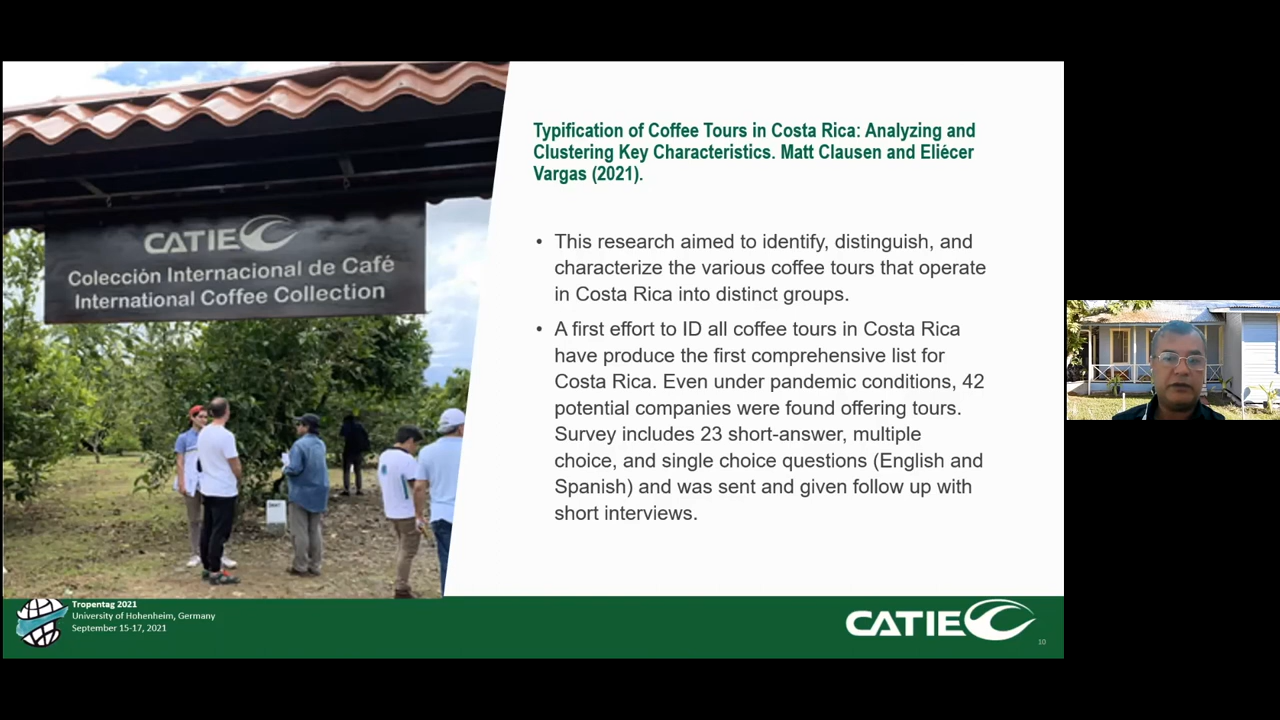 CATIE
Colección Internacional de Café
International Coffee Collection
Typification of Coffee Tours in Costa Rica: Analyzing and
Clustering Key Characteristics. Matt Clausen and Eliécer
Vargas (2021).
• This research aimed to identify, distinguish, and
characterize the various coffee tours that operate
in Costa Rica into distinct groups.
• A first effort to ID all coffee tours in Costa Rica
have produce the first comprehensive list for
Costa Rica. Even under pandemic conditions, 42
potential companies were found offering tours.
Survey includes 23 short-answer, multiple
choice, and single choice questions (English and
Spanish) and was sent and given follow up with
short interviews.
Tropentag 2021
University of Hohenheim, Germany
September 15-17, 2021
CATIE
10